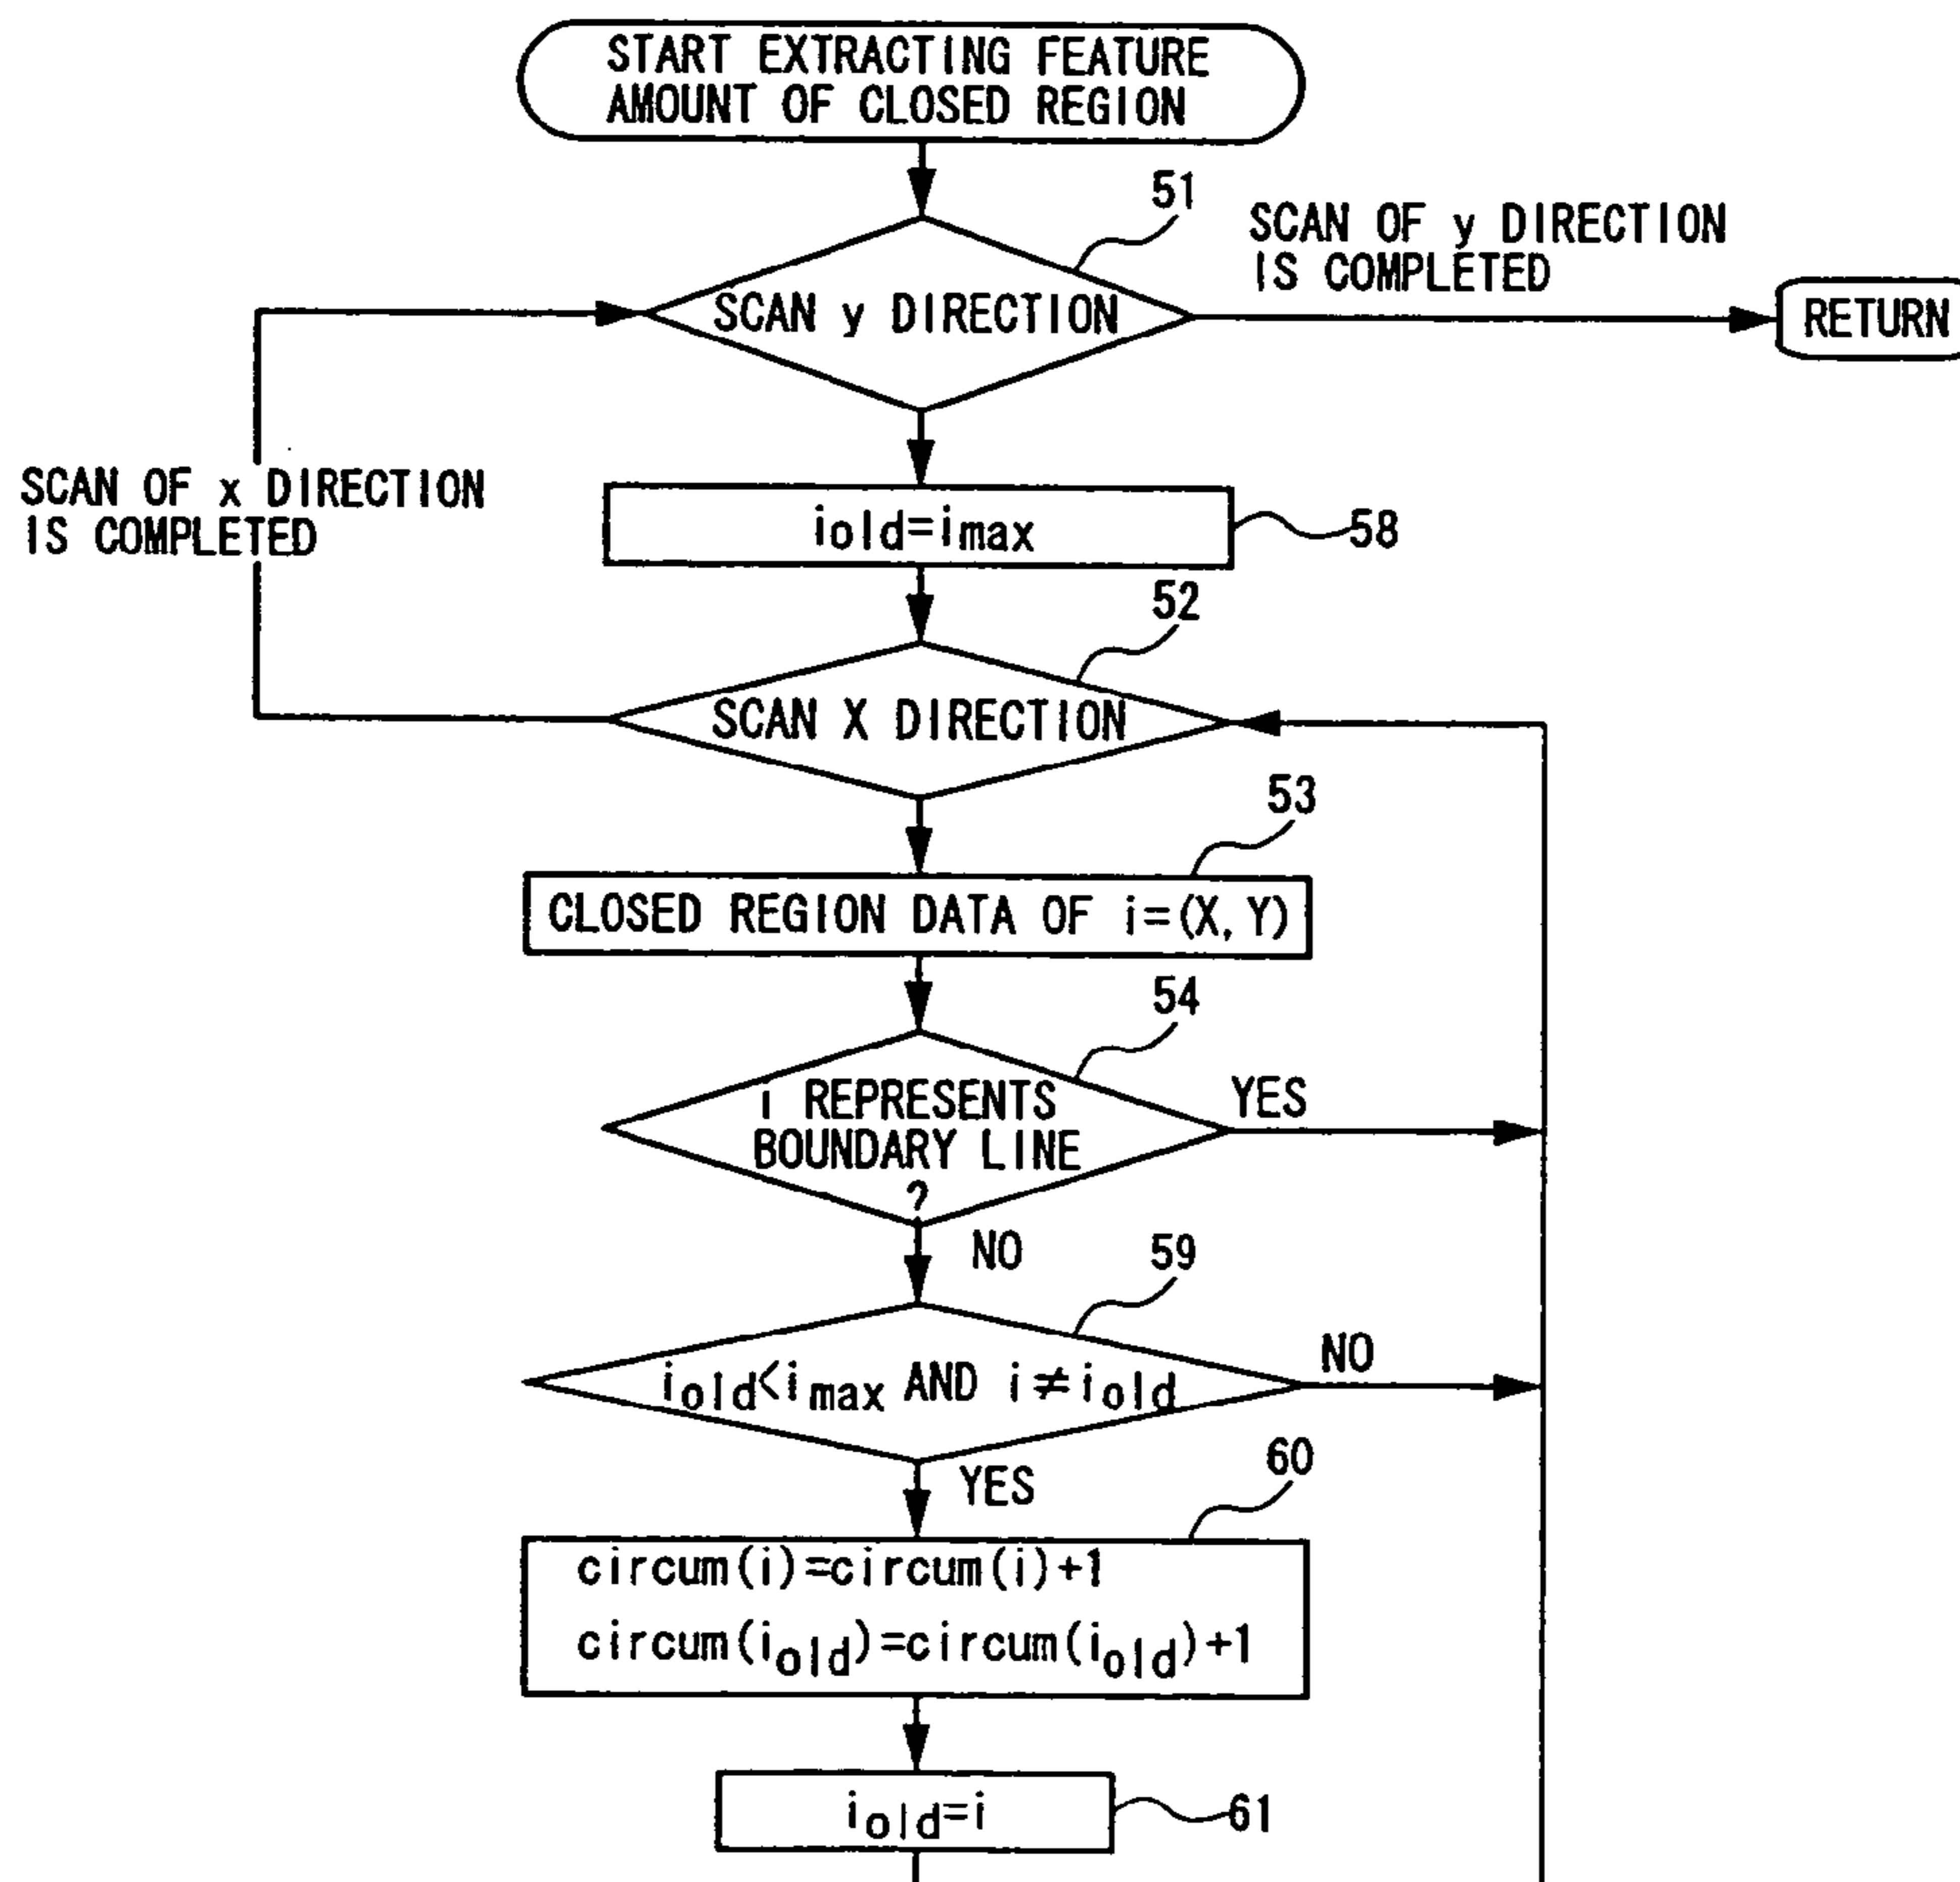 START EXTRACTING FEATURE
AMOUNT OF CLOSED REGION
51
SCAN OF y DIRECTION
IS COMPLETED
SCAN y DIRECTION
RETURN
SCAN OF x DIRECTION
IS COMPLETED
iold=imax
58
52
SCAN X DIRECTION
53
CLOSED REGION DATA OF i=(X, Y)
54
i REPRESENTS
BOUNDARY LINE
?
YES
NO
59
iold<imax AND i≠iold
NO
YES
60
circum(i)=circum(i)+1
circum(iold)=circum(iold)+1
iold=i
61